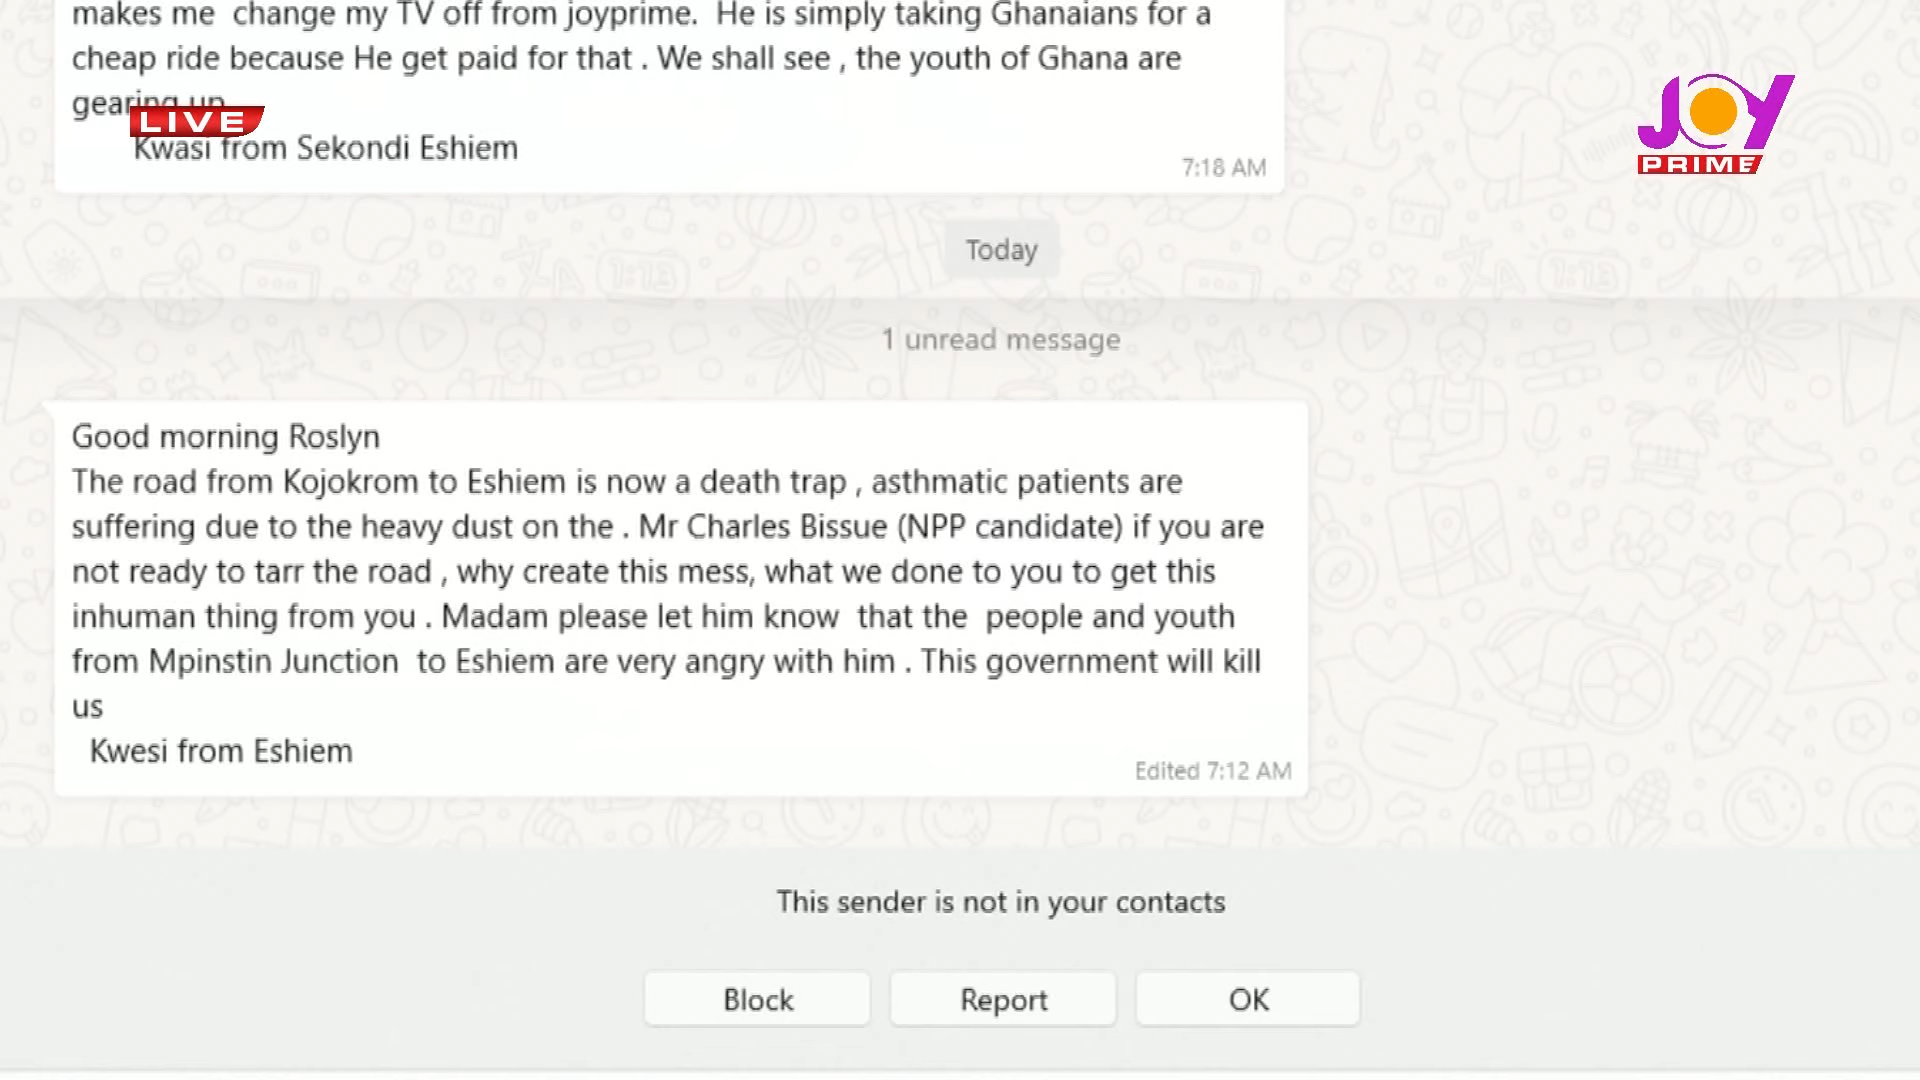 makes me change my TV off from joyprime. He is simply taking Ghanaians for a
cheap ride because He get paid for that . We shall see , the youth of Ghana are
gearing up
LIVE
Kwasi from Sekondi Eshiem
7:18 AM
JOY
PRIME
Today
1 unread message
Good morning Roslyn
The road from Kojokrom to Eshiem is now a death trap , asthmatic patients are
suffering due to the heavy dust on the . Mr Charles Bissue (NPP candidate) if you are
not ready to tarr the road , why create this mess, what we done to you to get this
inhuman thing from you . Madam please let him know that the people and youth
from Mpinstin Junction to Eshiem are very angry with him . This government will kill
us
Kwesi from Eshiem
Edited 7:12 AM
This sender is not in your contacts
Block
Report
OK